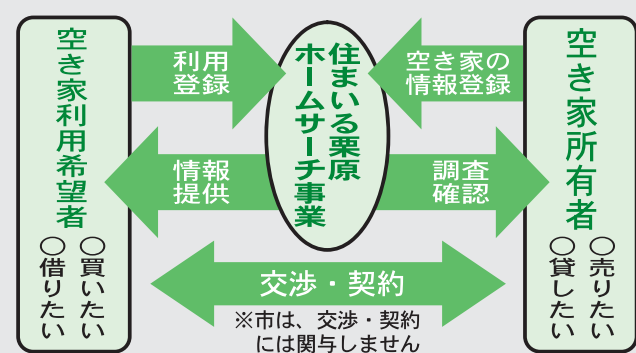 空き家利用希望者
○買いたい
○借りたい
利用
登録
情報
提供
住まいる栗原
ホームサーチ事業
空き家の
情報登録
調査
確認
空き家所有者
○売りたい
○貸したい
交渉・契約
※市は、交渉・契約
には関与しません